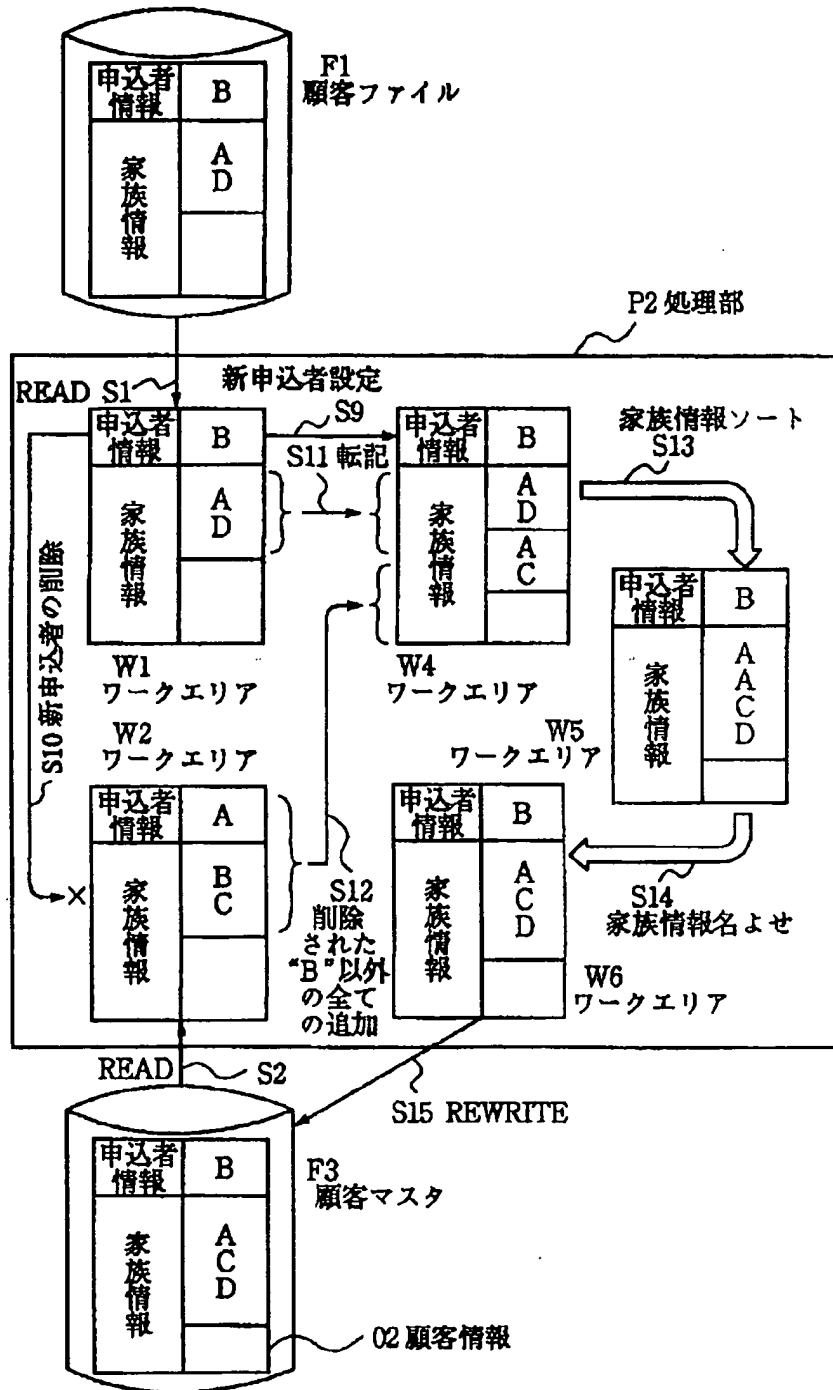 F1
顧客ファイル
申込者
情報
B
家族情報
A
D
P2 処理部
READ S1
新申込者設定
S9
申込者
情報
B
家族情報
A
D
S11 転記
申込者
情報
B
家族情報
A
D
A
C
家族情報ソート
S13
S10 新申込者の削除
W1
ワークエリア
W4
ワークエリア
申込者
情報
B
家族情報
A
A
C
D
W5
ワークエリア
W2
ワークエリア
申込者
情報
A
家族情報
B
C
×
S12
削除
された
“B”以外
の全て
の追加
申込者
情報
B
家族情報
A
C
D
S14
家族情報名よせ
W6
ワークエリア
READ
S2
S15 REWRITE
F3
顧客マスタ
申込者
情報
B
家族情報
A
C
D
02 顧客情報